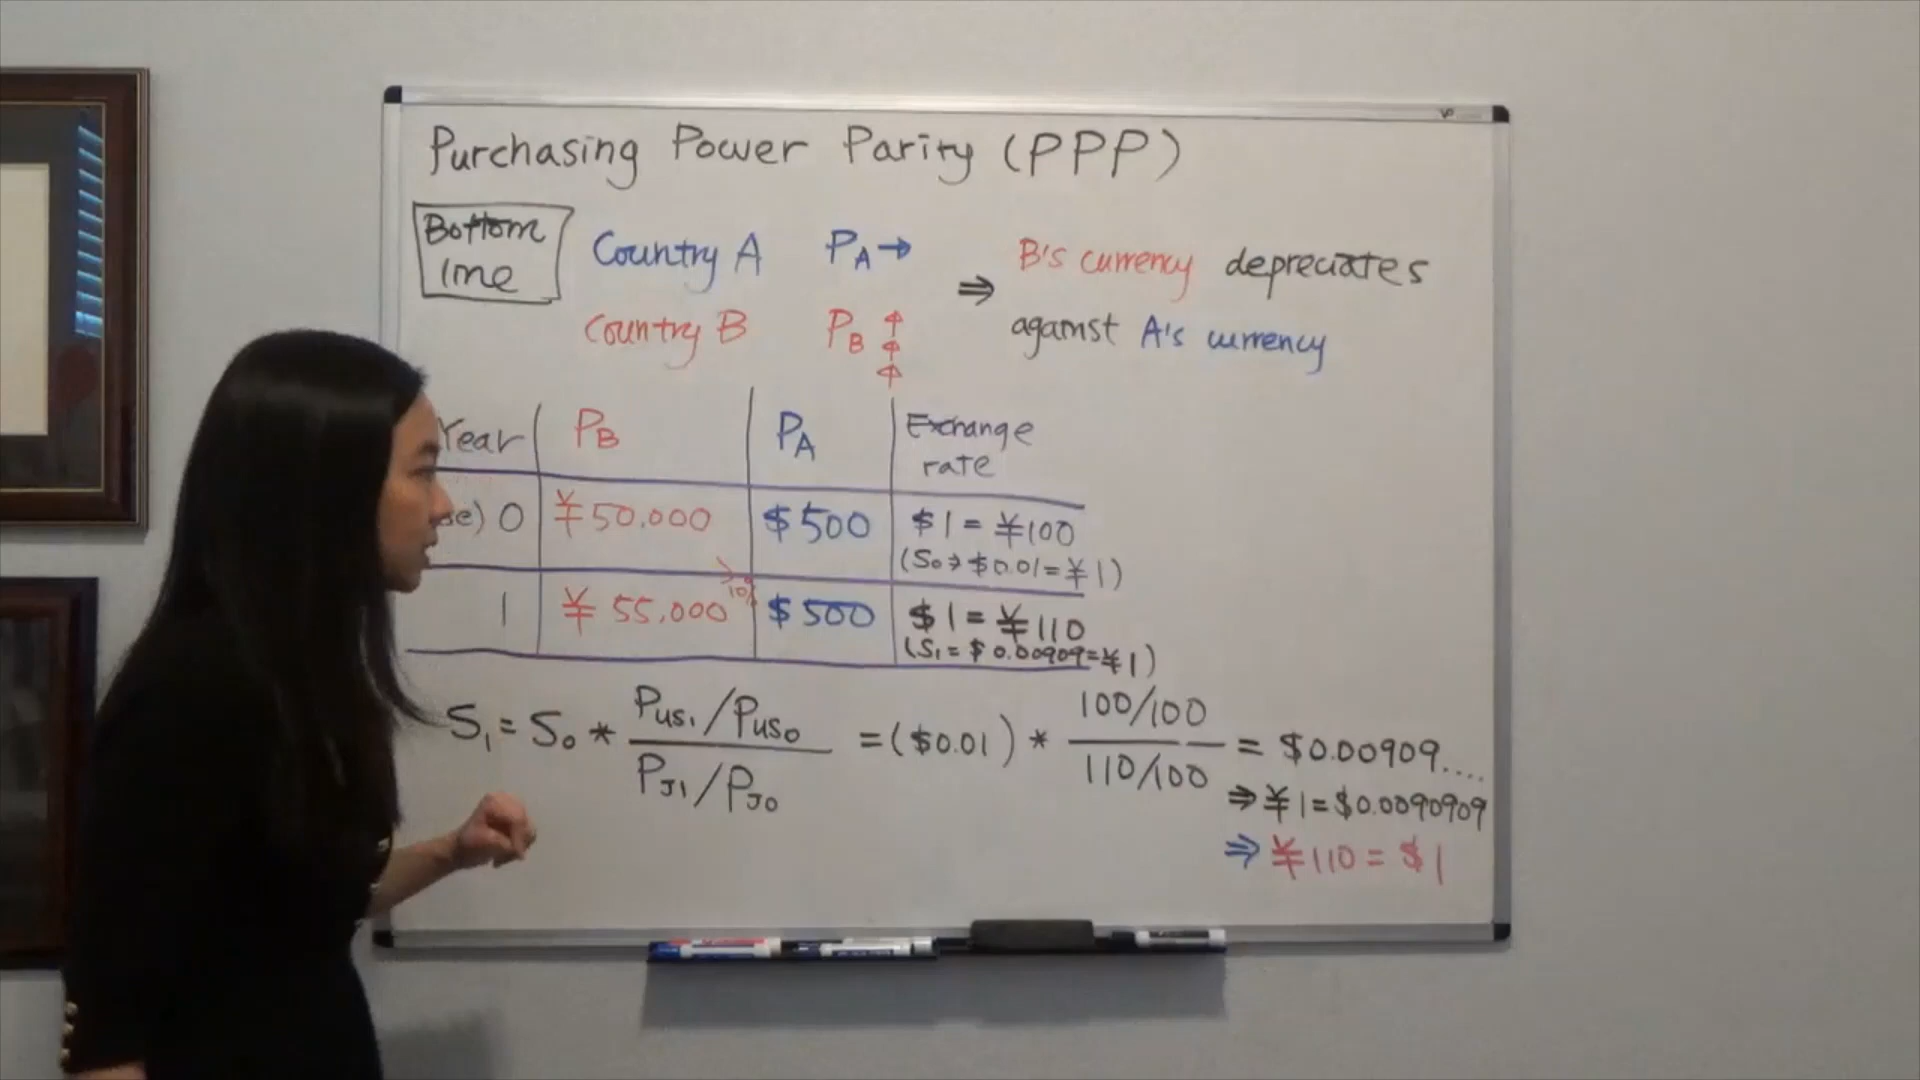 Purchasing Power Parity (PPP)
Bottom
line
Country A PA →
Country B PB ↑↑↑
⇒ B's currency depreciates
against A's currency
Year PB PA Exchange
rate
se) 0 ¥50,000 $500 $1 = ¥100
(S0 → $0.01 = ¥1)
10%
1 ¥55,000 $500 $1 = ¥110
(S1 = $0.00909 = ¥1)
S1 = S0 * (PUS1/PUS0)/(PJ1/PJ0) = ($0.01) * (100/100)/(110/100) = $0.00909....
⇒ ¥1 = $0.0090909
⇒ ¥110 = $1